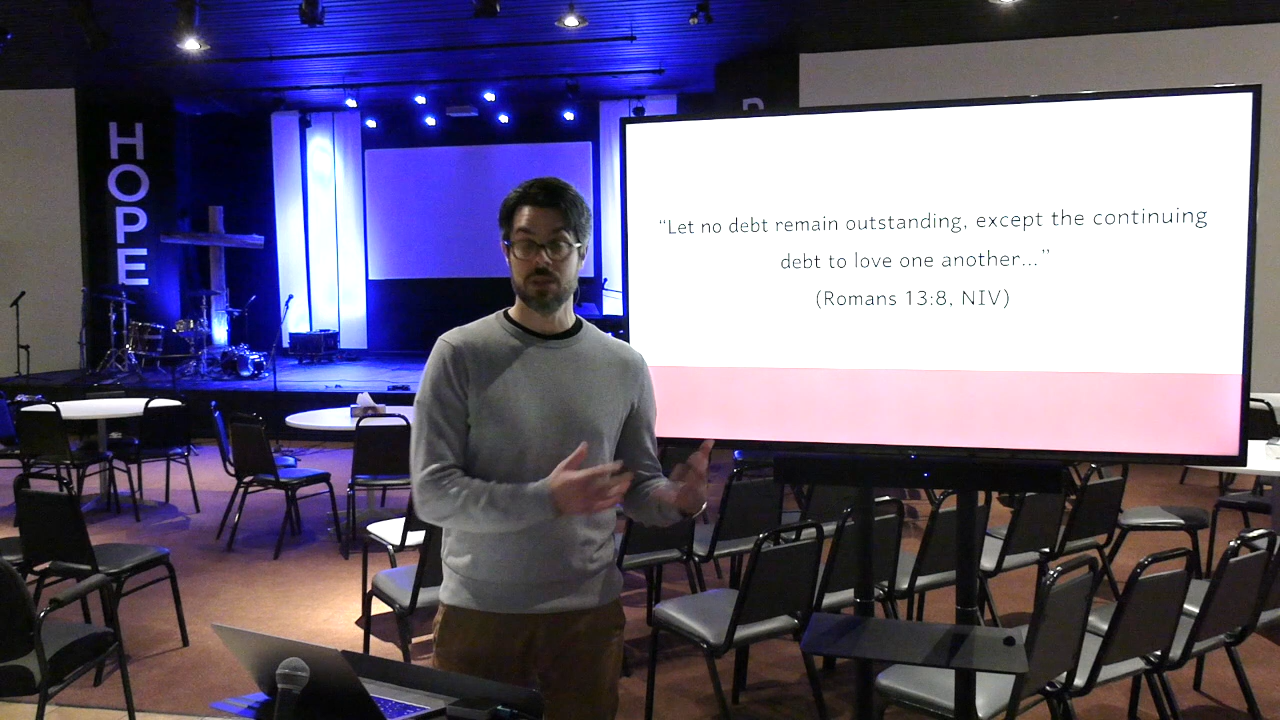 HOPE
“Let no debt remain outstanding, except the continuing
debt to love one another...”
(Romans 13:8, NIV)